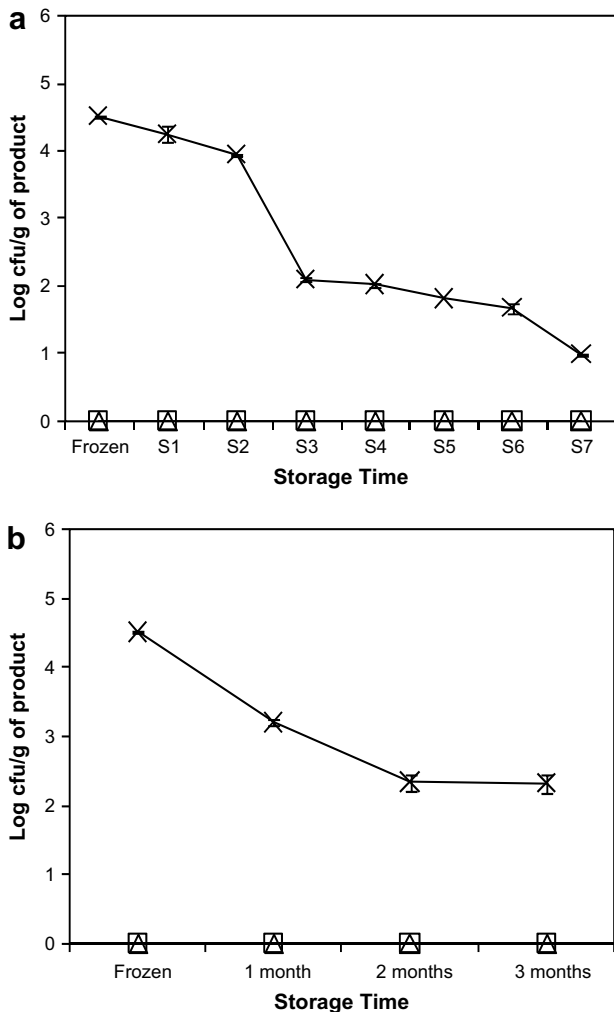 a
6
5
4
3
2
1
0
Log cfu/g of product
Frozen S1 S2 S3 S4 S5 S6 S7
Storage Time
b
6
5
4
3
2
1
0
Log cfu/g of product
Frozen 1 month 2 months 3 months
Storage Time